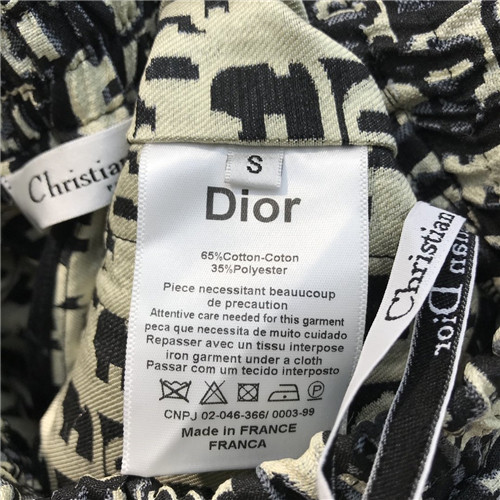 S
Dior
65%Cotton-Coton
35%Polyester
Piece necessitant beauucoup
de precaution
Attentive care needed for this garment
peca que necessita de muito cuidado
Repasser avec un tissu interpose
iron garment under a cloth
Passar com um tecido interposto
CNPJ 02-046-366/ 0003-99
Made in FRANCE
FRANCA
Christian
Christian
Dior